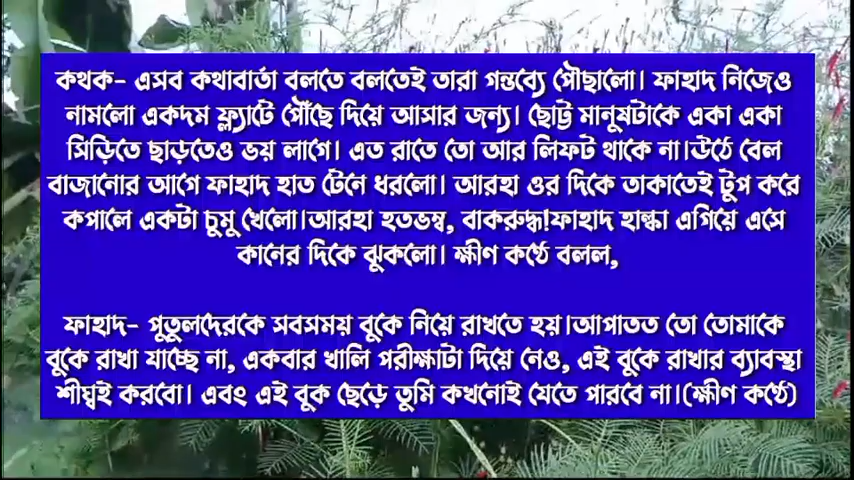 কথক- এসব কথাবার্তা বলতে বলতেই তারা গন্তব্যে পৌছালো। ফাহাদ নিজেও
নামলো একদম ফ্ল্যাটে পৌঁছে দিয়ে আসার জন্য। ছোট্ট মানুষটাকে একা একা
সিড়িতে ছাড়তেও ভয় লাগে। এত রাতে তো আর লিফট থাকে না।উঠে বেল
বাজানোর আগে ফাহাদ হাত টেনে ধরলো। আরহা ওর দিকে তাকাতেই টুপ করে
কপালে একটা চুমু খেলো।আরহা হতভম্ব, বাকরুদ্ধ!ফাহাদ হাল্কা এগিয়ে এসে
কানের দিকে ঝুকলো। ক্ষীণ কণ্ঠে বলল,
ফাহাদ- পুতুলদেরকে সবসময় বুকে নিয়ে রাখতে হয়।আপাতত তো তোমাকে
বুকে রাখা যাচ্ছে না, একবার খালি পরীক্ষাটা দিয়ে নেও, এই বুকে রাখার ব্যাবস্থা
শীঘ্রই করবো। এবং এই বুক ছেড়ে তুমি কখনোই যেতে পারবে না।(ক্ষীণ কণ্ঠে)